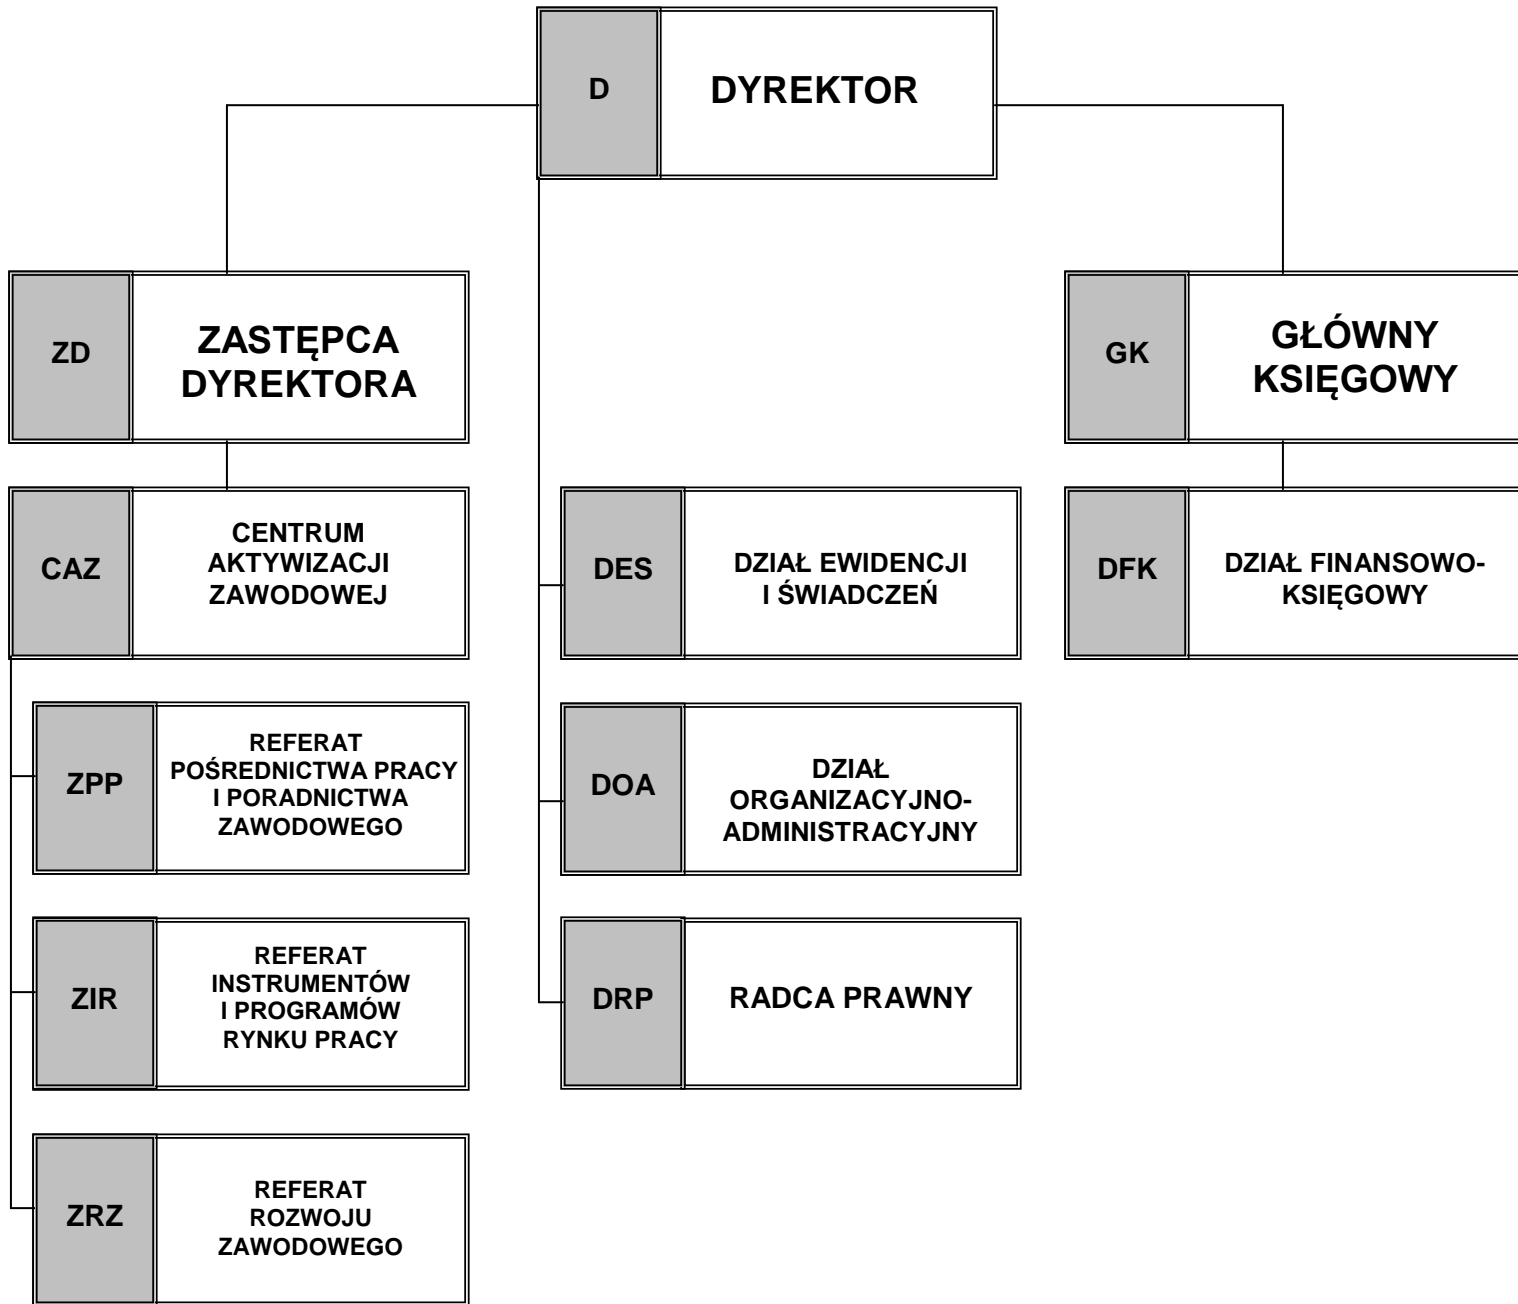 D
DYREKTOR
ZD
ZASTĘPCA
DYREKTORA
GK
GŁÓWNY
KSIĘGOWY
CAZ
CENTRUM
AKTYWIZACJI
ZAWODOWEJ
DES
DZIAŁ EWIDENCJI
I ŚWIADCZEŃ
DFK
DZIAŁ FINANSOWO-
KSIĘGOWY
ZPP
REFERAT
POŚREDNICTWA PRACY
I PORADNICTWA
ZAWODOWEGO
DOA
DZIAŁ
ORGANIZACYJNO-
ADMINISTRACYJNY
ZIR
REFERAT
INSTRUMENTÓW
I PROGRAMÓW
RYNKU PRACY
DRP
RADCA PRAWNY
ZRZ
REFERAT
ROZWOJU
ZAWODOWEGO